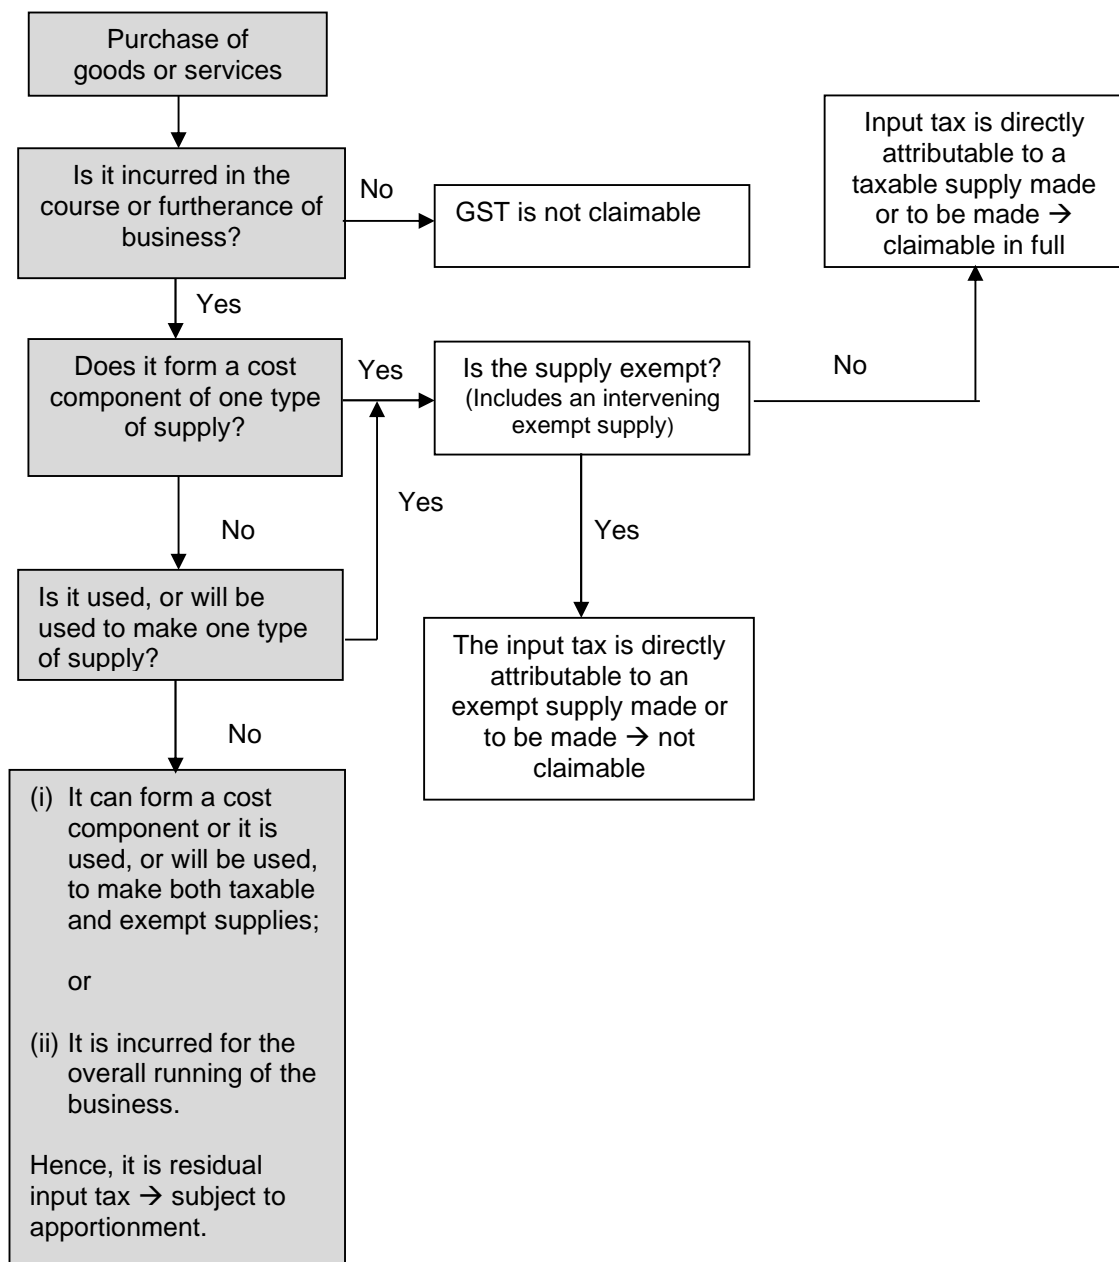 Purchase of
goods or services
Is it incurred in the
course or furtherance of
business?
No
GST is not claimable
Input tax is directly
attributable to a
taxable supply made
or to be made →
claimable in full
Yes
Does it form a cost
component of one type
of supply?
Yes
Is the supply exempt?
(Includes an intervening
exempt supply)
No
Yes
No
Yes
Is it used, or will be
used to make one type
of supply?
The input tax is directly
attributable to an
exempt supply made or
to be made → not
claimable
No
(i) It can form a cost
component or it is
used, or will be used,
to make both taxable
and exempt supplies;
or
(ii) It is incurred for the
overall running of the
business.
Hence, it is residual
input tax → subject to
apportionment.